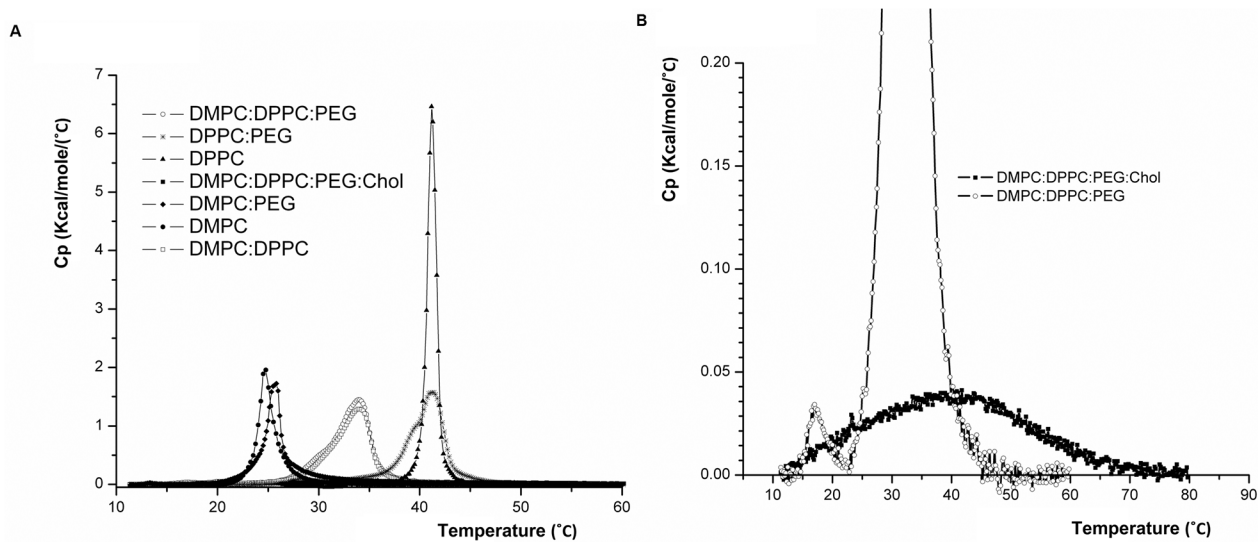 A
Cp (Kcal/mole/(˚C)
7
6
5
4
3
2
1
0
DMPC:DPPC:PEG
DPPC:PEG
DPPC
DMPC:DPPC:PEG:Chol
DMPC:PEG
DMPC
DMPC:DPPC
10 20 30 40 50 60
Temperature (˚C)
B
Cp (Kcal/mole/˚C)
0.20
0.15
0.10
0.05
0.00
DMPC:DPPC:PEG:Chol
DMPC:DPPC:PEG
10 20 30 40 50 60 70 80 90
Temperature (˚C)